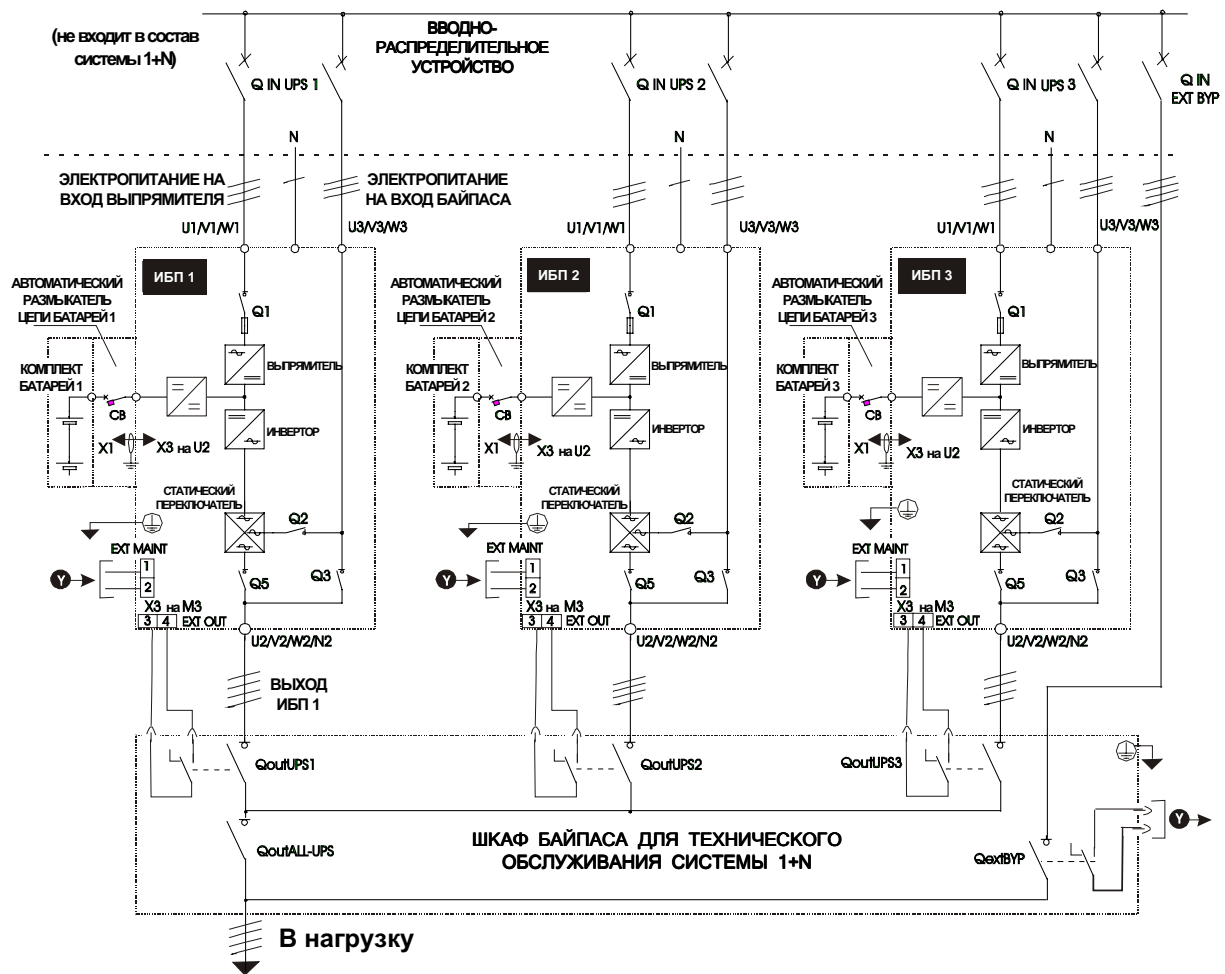 (не входит в состав
системы 1+N)
ВВОДНО-
РАСПРЕДЕЛИТЕЛЬНОЕ
УСТРОЙСТВО
Q IN UPS 1
Q IN UPS 2
Q IN UPS 3
Q IN
EXT BYP
N
N
N
ЭЛЕКТРОПИТАНИЕ НА
ВХОД ВЫПРЯМИТЕЛЯ
ЭЛЕКТРОПИТАНИЕ
НА ВХОД БАЙПАСА
U1/V1/W1
U3/V3/W3
U1/V1/W1
U3/V3/W3
U1/V1/W1
U3/V3/W3
ИБП 1
ИБП 2
ИБП 3
АВТОМАТИЧЕСКИЙ
РАЗМЫКАТЕЛЬ
ЦЕПИ БАТАРЕЙ 1
АВТОМАТИЧЕСКИЙ
РАЗМЫКАТЕЛЬ
ЦЕПИ БАТАРЕЙ 2
АВТОМАТИЧЕСКИЙ
РАЗМЫКАТЕЛЬ
ЦЕПИ БАТАРЕЙ 3
Q1
Q1
Q1
КОМПЛЕКТ
БАТАРЕЙ 1
КОМПЛЕКТ
БАТАРЕЙ 2
КОМПЛЕКТ
БАТАРЕЙ 3
ВЫПРЯМИТЕЛЬ
ВЫПРЯМИТЕЛЬ
ВЫПРЯМИТЕЛЬ
CB
CB
CB
ИНВЕРТОР
ИНВЕРТОР
ИНВЕРТОР
X1
X3 на U2
X1
X3 на U2
X1
X3 на U2
СТАТИЧЕСКИЙ
ПЕРЕКЛЮЧАТЕЛЬ
СТАТИЧЕСКИЙ
ПЕРЕКЛЮЧАТЕЛЬ
СТАТИЧЕСКИЙ
ПЕРЕКЛЮЧАТЕЛЬ
Q2
Q2
Q2
EXT MAINT
EXT MAINT
EXT MAINT
Y
1
2
Q5
Q3
Y
1
2
Q5
Q3
Y
1
2
Q5
Q3
X3 на M3
3 4 EXT OUT
X3 на M3
3 4 EXT OUT
X3 на M3
3 4 EXT OUT
U2/V2/W2/N2
U2/V2/W2/N2
U2/V2/W2/N2
ВЫХОД
ИБП 1
QoutUPS1
QoutUPS2
QoutUPS3
Y
QoutALL-UPS
ШКАФ БАЙПАСА ДЛЯ ТЕХНИЧЕСКОГО
ОБСЛУЖИВАНИЯ СИСТЕМЫ 1+N
QextBYP
В нагрузку